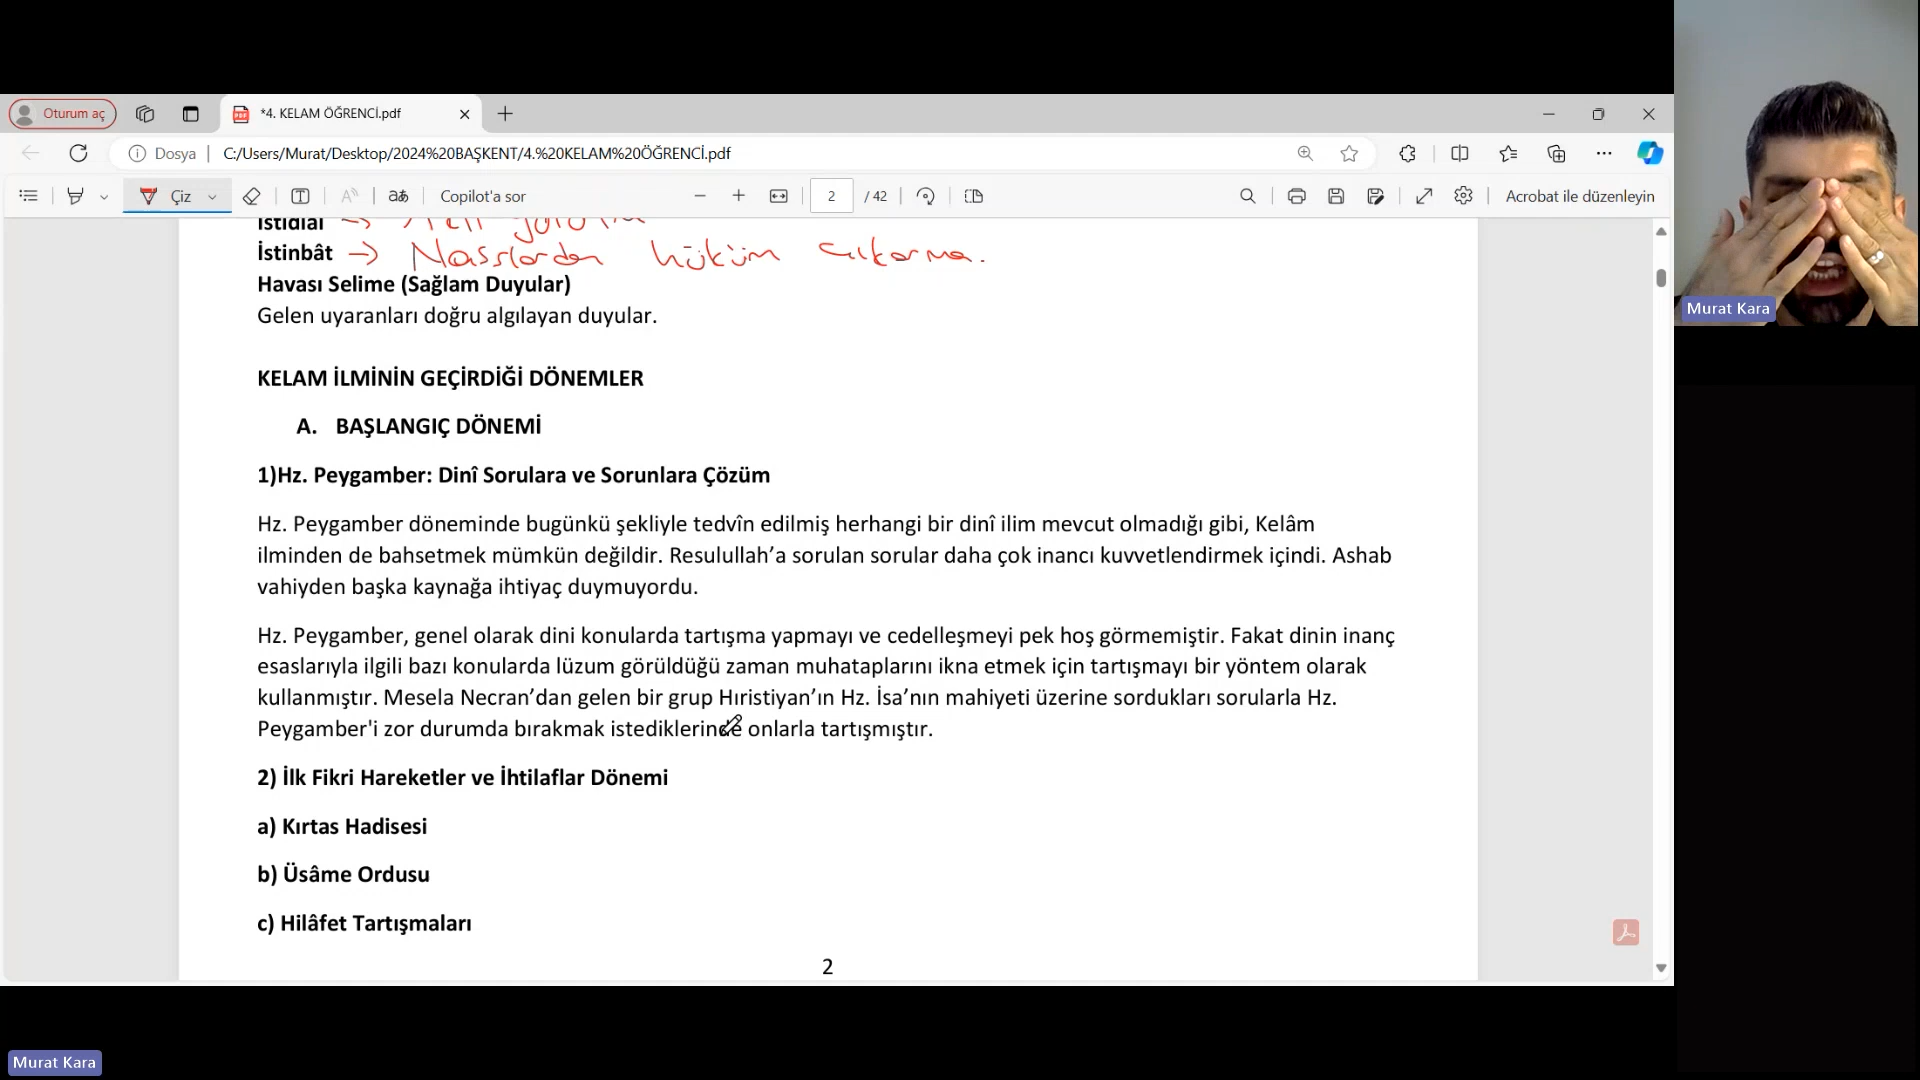 Oturum aç
*4. KELAM ÖĞRENCİ.pdf
Dosya
C:/Users/Murat/Desktop/2024%20BAŞKENT/4.%20KELAM%20ÖĞRENCİ.pdf
Çiz
aあ
Copilot'a sor
2 / 42
Acrobat ile düzenleyin
İstidlal →
İstinbât → Nasslardan hüküm çıkarma.
Havası Selime (Sağlam Duyular)
Gelen uyaranları doğru algılayan duyular.
KELAM İLMİNİN GEÇİRDİĞİ DÖNEMLER
A. BAŞLANGIÇ DÖNEMİ
1)Hz. Peygamber: Dinî Sorulara ve Sorunlara Çözüm
Hz. Peygamber döneminde bugünkü şekliyle tedvîn edilmiş herhangi bir dinî ilim mevcut olmadığı gibi, Kelâm
ilminden de bahsetmek mümkün değildir. Resulullah’a sorulan sorular daha çok inancı kuvvetlendirmek içindi. Ashab
vahiyden başka kaynağa ihtiyaç duymuyordu.
Hz. Peygamber, genel olarak dini konularda tartışma yapmayı ve cedelleşmeyi pek hoş görmemiştir. Fakat dinin inanç
esaslarıyla ilgili bazı konularda lüzum görüldüğü zaman muhataplarını ikna etmek için tartışmayı bir yöntem olarak
kullanmıştır. Mesela Necran’dan gelen bir grup Hıristiyan’ın Hz. İsa’nın mahiyeti üzerine sordukları sorularla Hz.
Peygamber'i zor durumda bırakmak istediklerinde onlarla tartışmıştır.
2) İlk Fikri Hareketler ve İhtilaflar Dönemi
a) Kırtas Hadisesi
b) Üsâme Ordusu
c) Hilâfet Tartışmaları
2
Murat Kara
Murat Kara